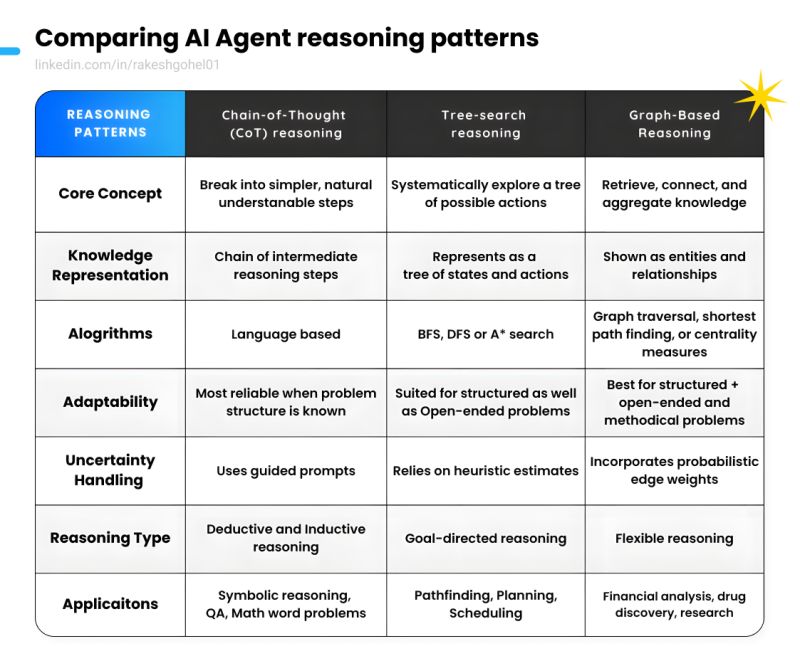 Comparing AI Agent reasoning patterns
linkedin.com/in/rakeshgohel01
REASONING
PATTERNS
Chain-of-Thought
(CoT) reasoning
Tree-search
reasoning
Graph-Based
Reasoning
Core Concept
Break into simpler, natural
understanable steps
Systematically explore a tree
of possible actions
Retrieve, connect, and
aggregate knowledge
Knowledge
Representation
Chain of intermediate
reasoning steps
Represents as a
tree of states and actions
Shown as entities and
relationships
Alogrithms
Language based
BFS, DFS or A* search
Graph traversal, shortest
path finding, or centrality
measures
Adaptability
Most reliable when problem
structure is known
Suited for structured as well
as Open-ended problems
Best for structured +
open-ended and
methodical problems
Uncertainty
Handling
Uses guided prompts
Relies on heuristic estimates
Incorporates probabilistic
edge weights
Reasoning Type
Deductive and Inductive
reasoning
Goal-directed reasoning
Flexible reasoning
Applicaitons
Symbolic reasoning,
QA, Math word problems
Pathfinding, Planning,
Scheduling
Financial analysis, drug
discovery, research